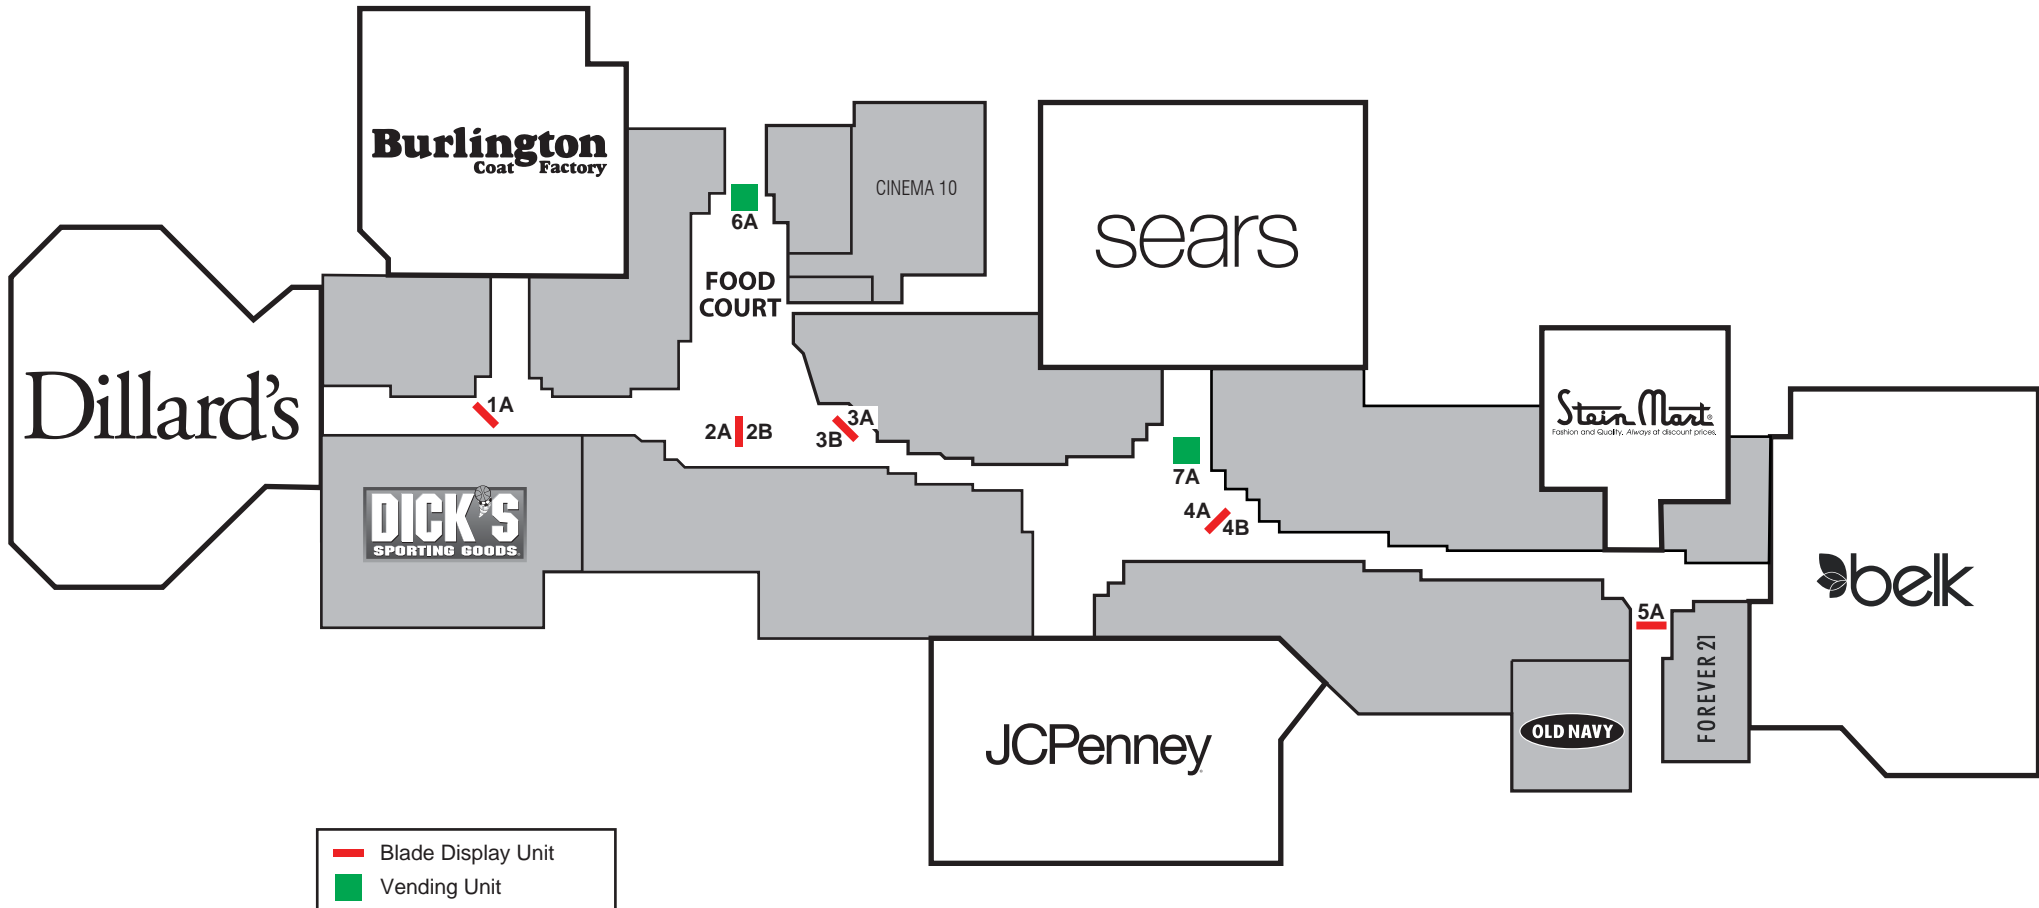 Burlington
Coat Factory
CINEMA 10
6A
sears
FOOD
COURT
Dillard's
1A
2A
2B
3A
3B
Stein Mart®
Fashion and Quality. Always at discount prices.
7A
4A
4B
DICK'S
SPORTING GOODS
belk
5A
FOREVER 21
OLD NAVY
JCPenney
Blade Display Unit
Vending Unit